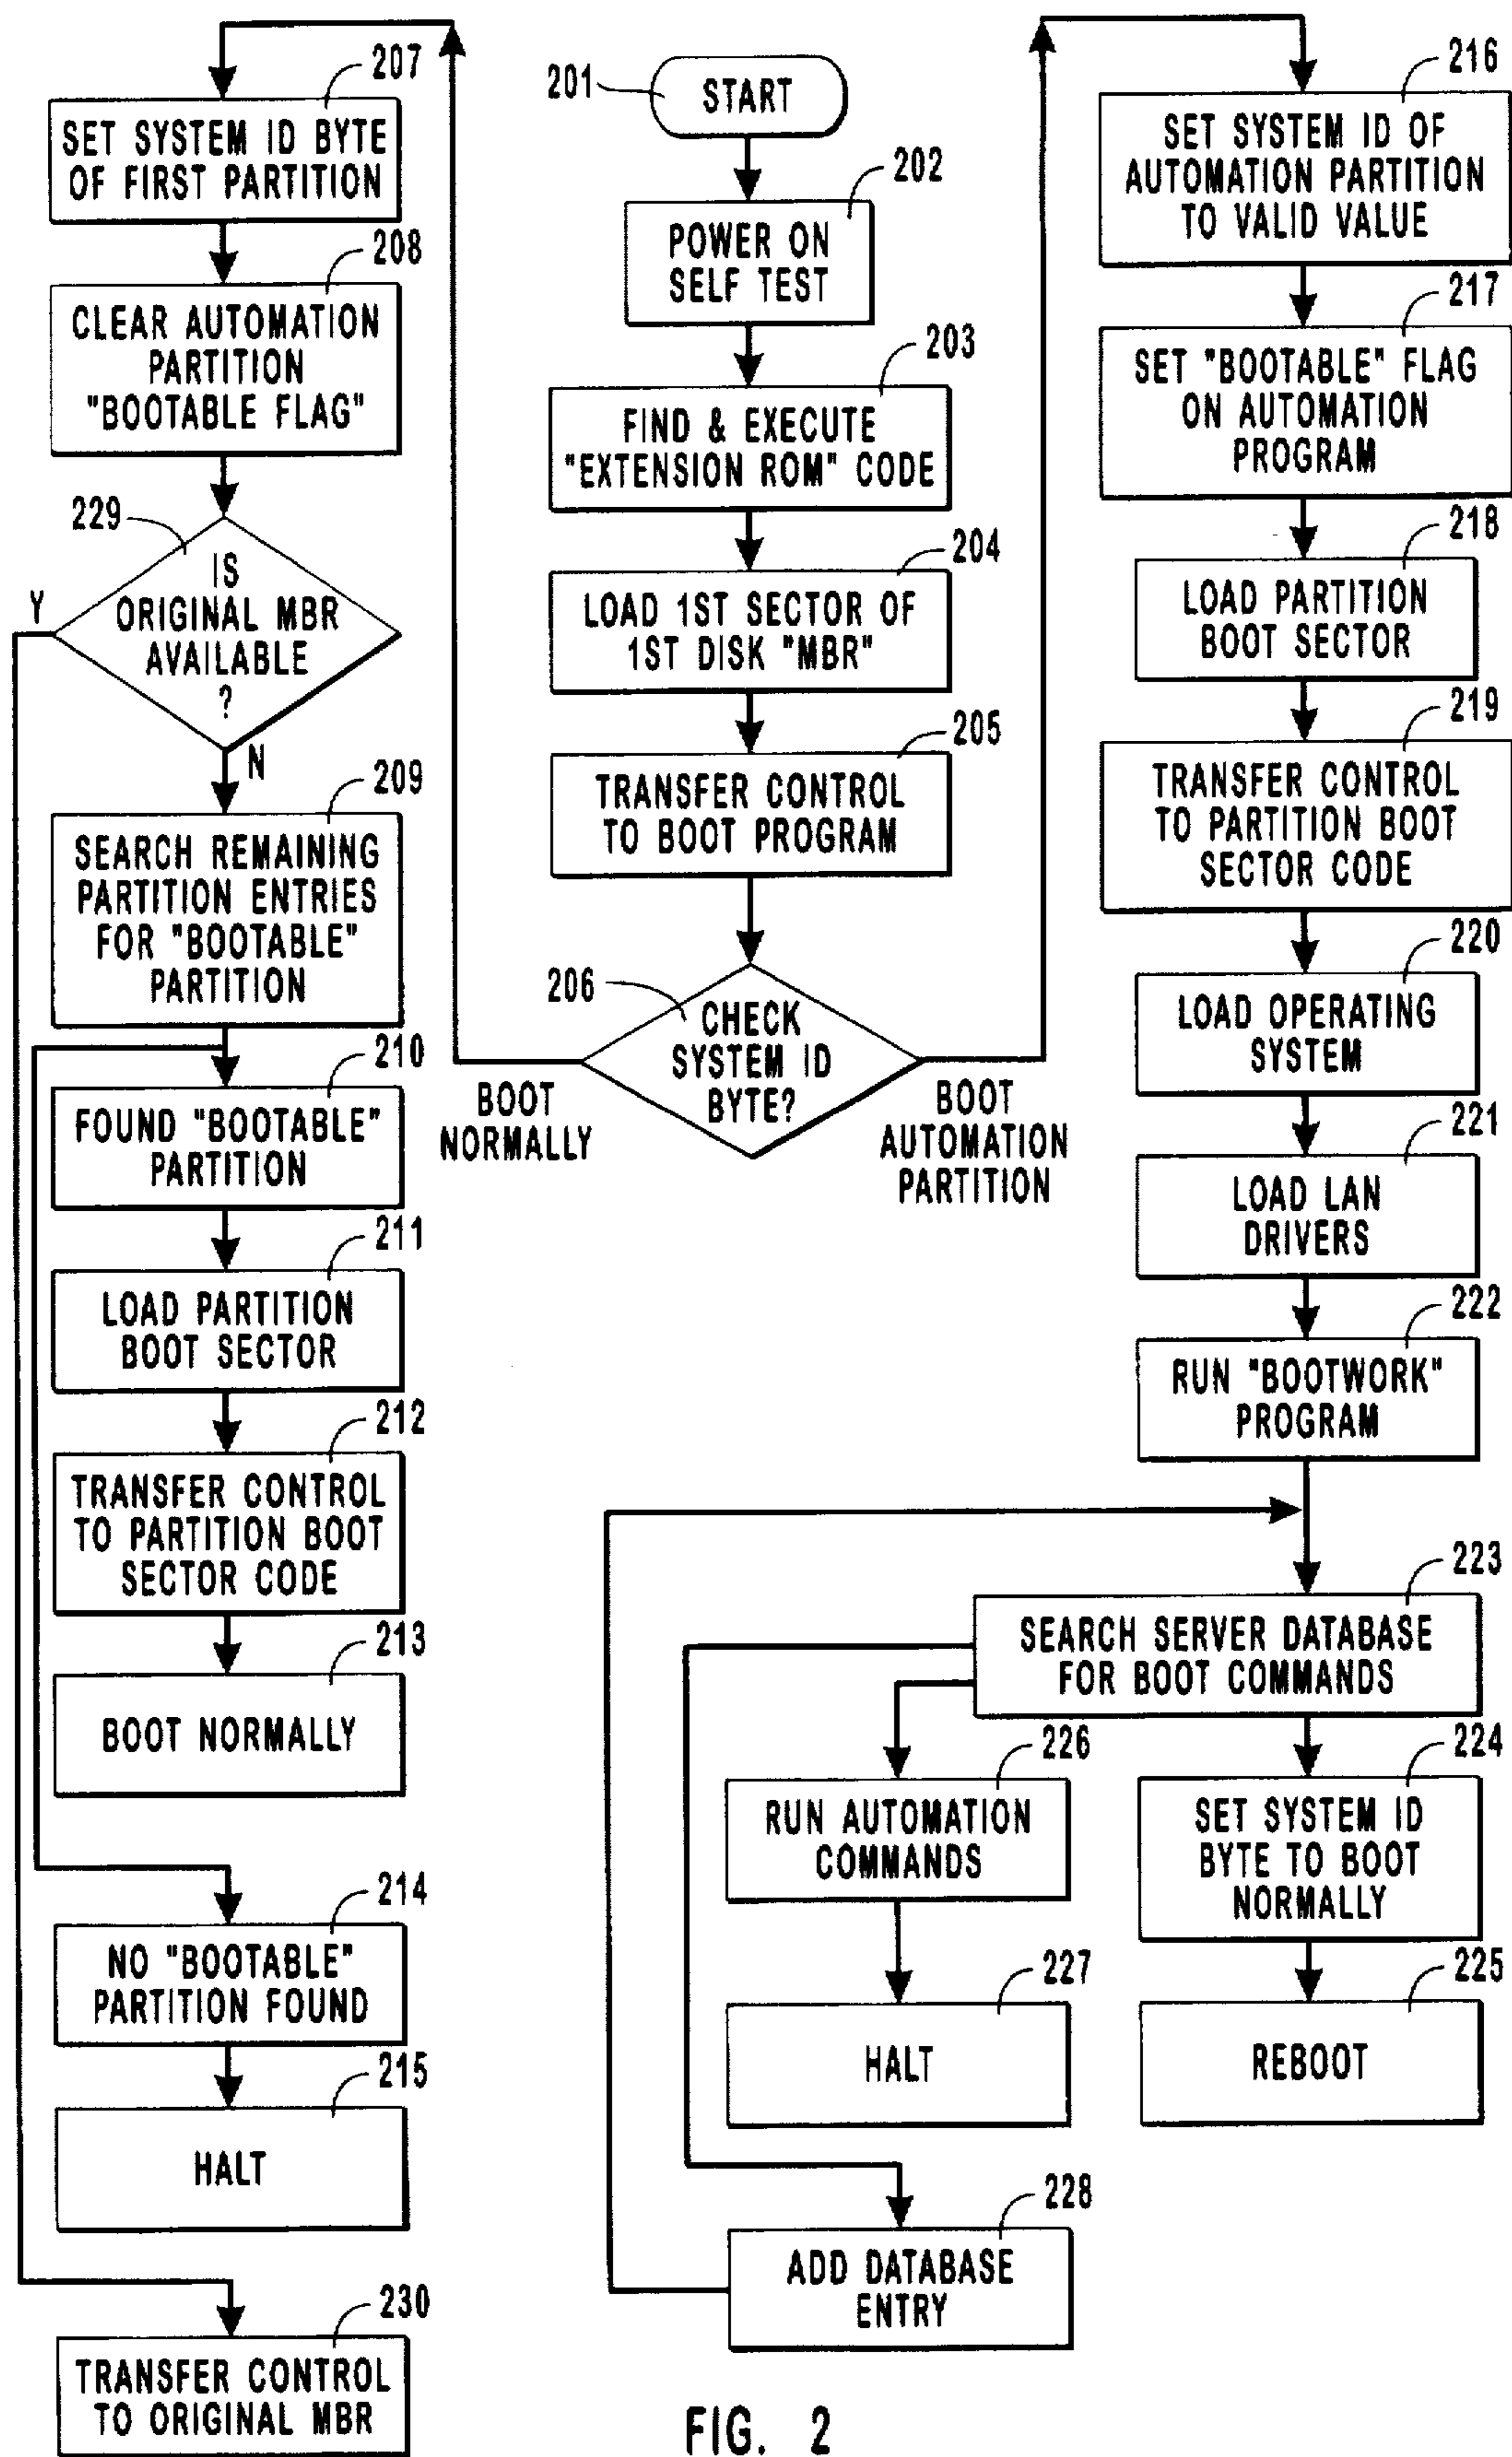 201
START
202
POWER ON
SELF TEST
203
FIND & EXECUTE
"EXTENSION ROM" CODE
204
LOAD 1ST SECTOR OF
1ST DISK "MBR"
205
TRANSFER CONTROL
TO BOOT PROGRAM
206
CHECK
SYSTEM ID
BYTE?
BOOT
NORMALLY
BOOT
AUTOMATION
PARTITION
207
SET SYSTEM ID BYTE
OF FIRST PARTITION
208
CLEAR AUTOMATION
PARTITION
"BOOTABLE FLAG"
229
IS
ORIGINAL MBR
AVAILABLE
?
Y
N
209
SEARCH REMAINING
PARTITION ENTRIES
FOR "BOOTABLE"
PARTITION
210
FOUND "BOOTABLE"
PARTITION
211
LOAD PARTITION
BOOT SECTOR
212
TRANSFER CONTROL
TO PARTITION BOOT
SECTOR CODE
213
BOOT NORMALLY
214
NO "BOOTABLE"
PARTITION FOUND
215
HALT
230
TRANSFER CONTROL
TO ORIGINAL MBR
216
SET SYSTEM ID OF
AUTOMATION PARTITION
TO VALID VALUE
217
SET "BOOTABLE" FLAG
ON AUTOMATION
PROGRAM
218
LOAD PARTITION
BOOT SECTOR
219
TRANSFER CONTROL
TO PARTITION BOOT
SECTOR CODE
220
LOAD OPERATING
SYSTEM
221
LOAD LAN
DRIVERS
222
RUN "BOOTWORK"
PROGRAM
223
SEARCH SERVER DATABASE
FOR BOOT COMMANDS
224
SET SYSTEM ID
BYTE TO BOOT
NORMALLY
225
REBOOT
226
RUN AUTOMATION
COMMANDS
227
HALT
228
ADD DATABASE
ENTRY
FIG. 2